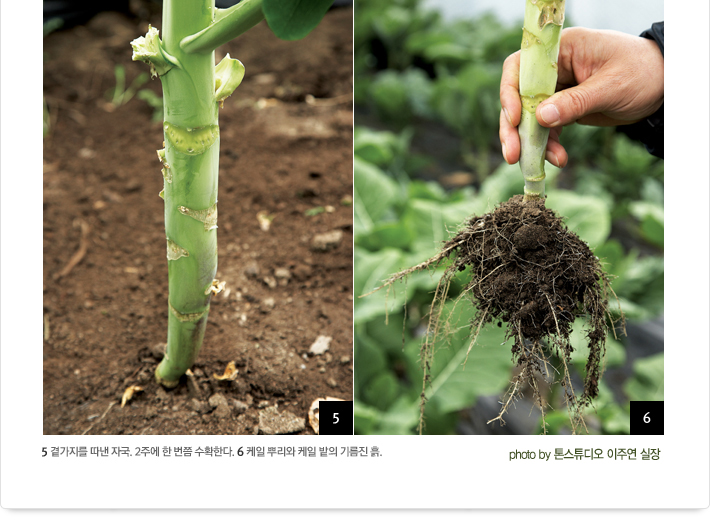 5
6
5 곁가지를 따낸 자국. 2주에 한 번쯤 수확한다. 6 케일 뿌리와 케일 밭의 기름진 흙.
photo by 톤스튜디오 이주연 실장